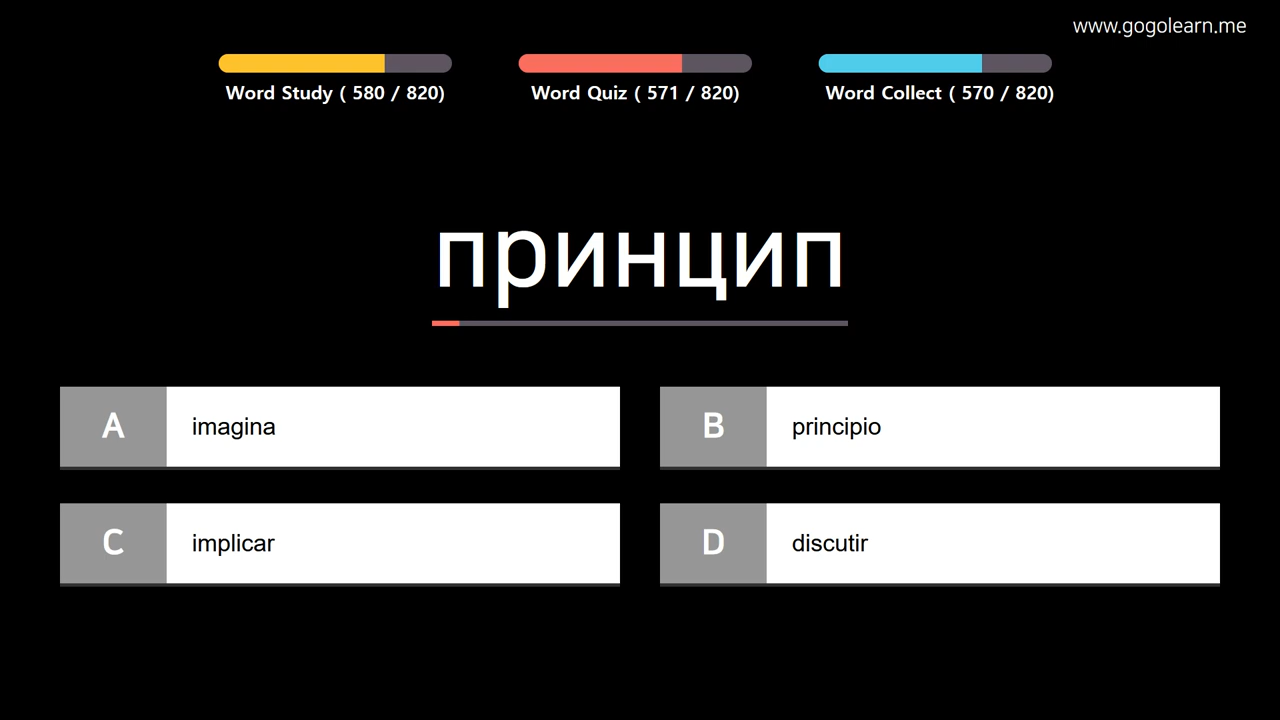 www.gogolearn.me
Word Study ( 580 / 820)
Word Quiz ( 571 / 820)
Word Collect ( 570 / 820)
принцип
A imagina
B principio
C implicar
D discutir